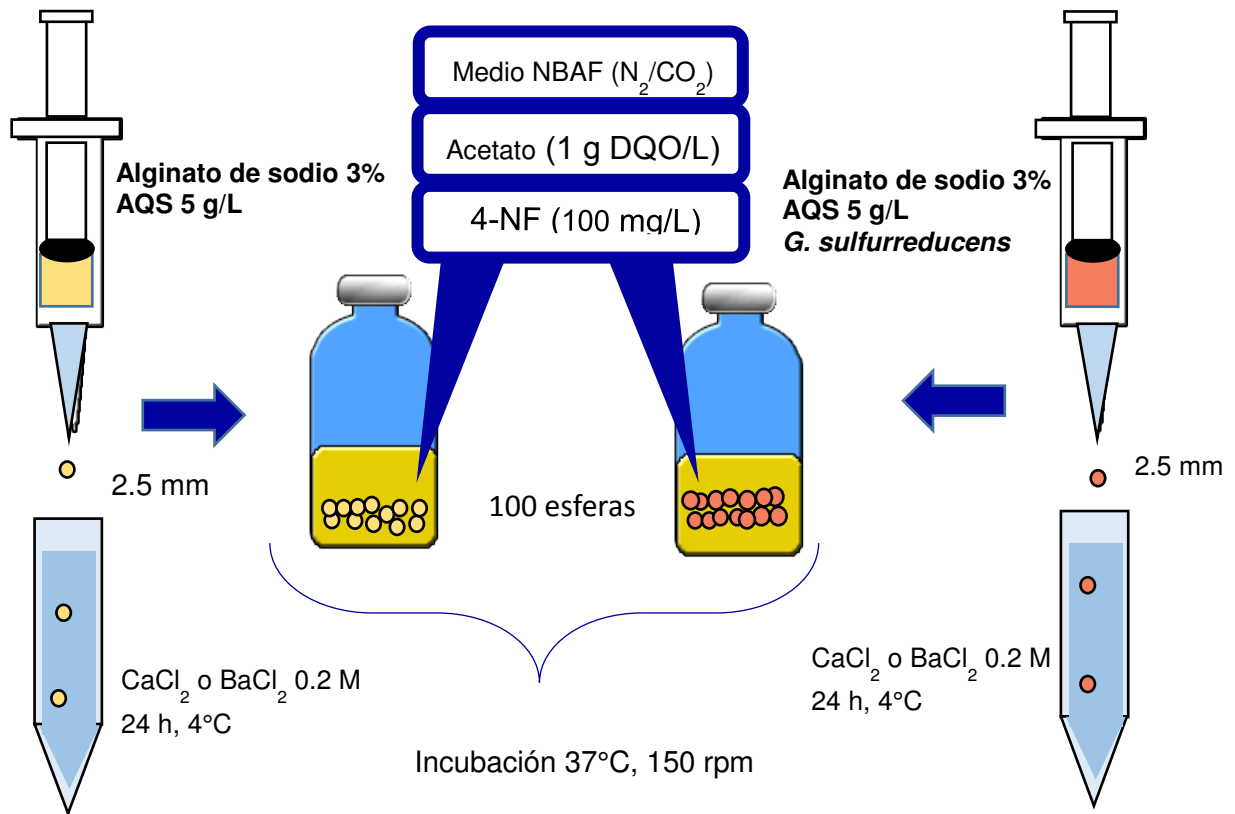 Medio NBAF (N₂/CO₂)
Acetato (1 g DQO/L)
4-NF (100 mg/L)
Alginato de sodio 3%
AQS 5 g/L
Alginato de sodio 3%
AQS 5 g/L
G. sulfurreducens
2.5 mm
100 esferas
2.5 mm
CaCl₂ o BaCl₂ 0.2 M
24 h, 4°C
CaCl₂ o BaCl₂ 0.2 M
24 h, 4°C
Incubación 37°C, 150 rpm